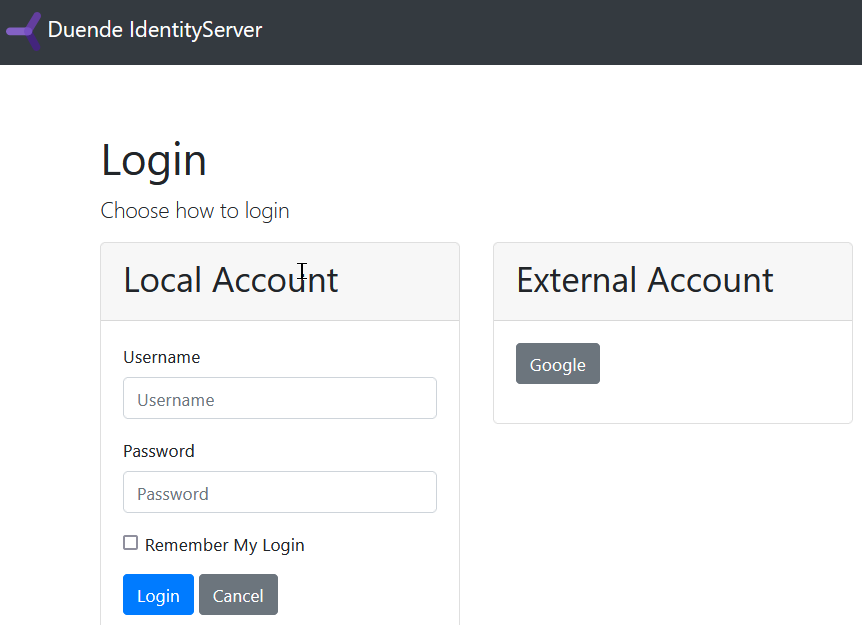 Duende IdentityServer
Login
Choose how to login
Local Account
Username
Username
Password
Password
Remember My Login
Login Cancel
External Account
Google